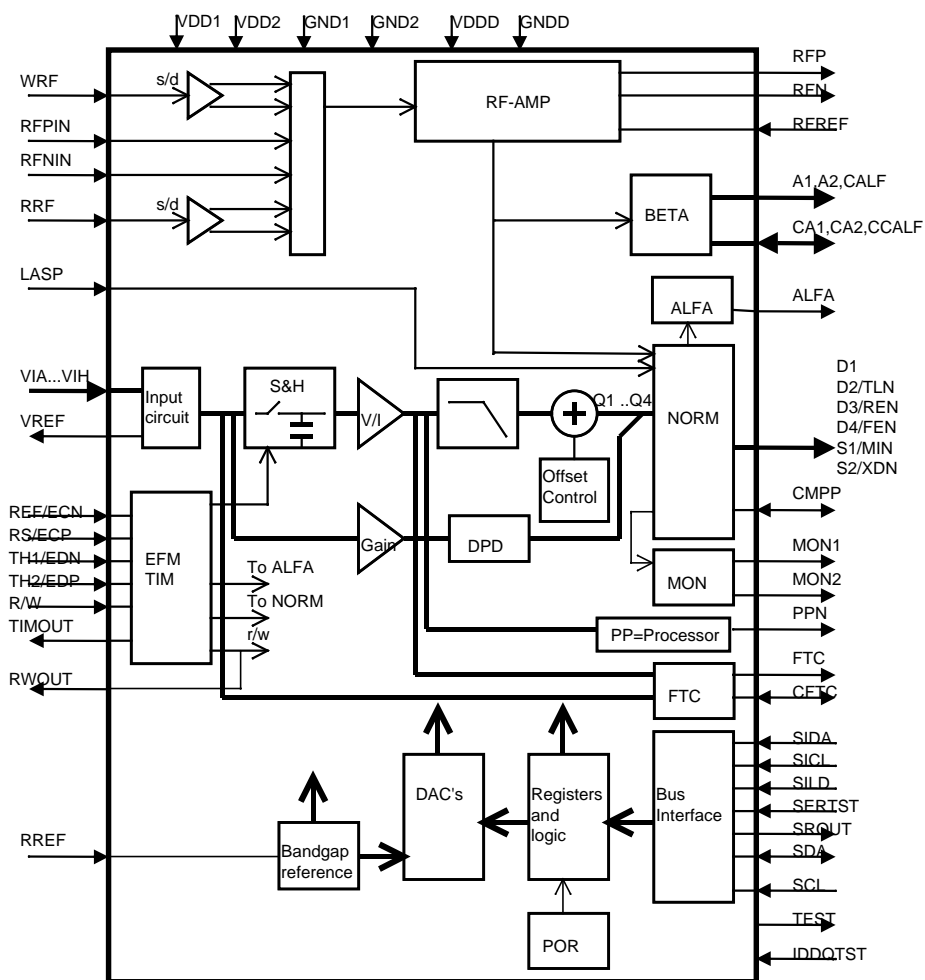 VDD1
VDD2
GND1
GND2
VDDD
GNDD
WRF
s/d
RFPIN
RFNIN
RRF
s/d
RF-AMP
RFP
RFN
RFREF
BETA
A1,A2,CALF
CA1,CA2,CCALF
LASP
ALFA
ALFA
VIA...VIH
VREF
Input
circuit
S&H
V/I
Q1 ..Q4
Offset
Control
NORM
D1
D1
D2/TLN
D3/REN
D4/FEN
S1/MIN
S2/XDN
CMPP
REF/ECN
RS/ECP
TH1/EDN
TH2/EDP
R/W
TIMOUT
RWOUT
EFM
TIM
To ALFA
To NORM
r/w
Gain
DPD
MON
MON1
MON2
PP=Processor
PPN
FTC
FTC
CFTC
RREF
Bandgap
reference
DAC's
Registers
and
logic
POR
Bus
Interface
SIDA
SICL
SILD
SERTST
SROUT
SDA
SCL
TEST
IDDQTST